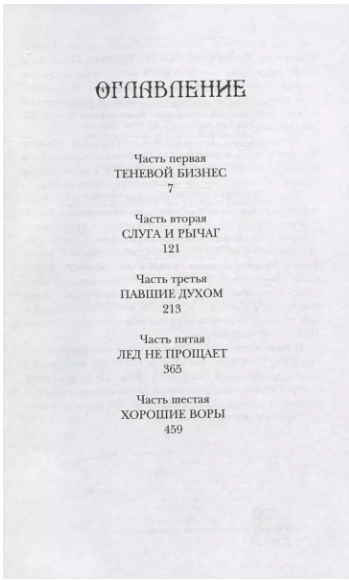 ОГЛАВЛЕНИЕ
Часть первая
ТЕНЕВОЙ БИЗНЕС
7
Часть вторая
СЛУГА И РЫЧАГ
121
Часть третья
ПАВШИЕ ДУХОМ
213
Часть пятая
ЛЕД НЕ ПРОЩАЕТ
365
Часть шестая
ХОРОШИЕ ВОРЫ
459